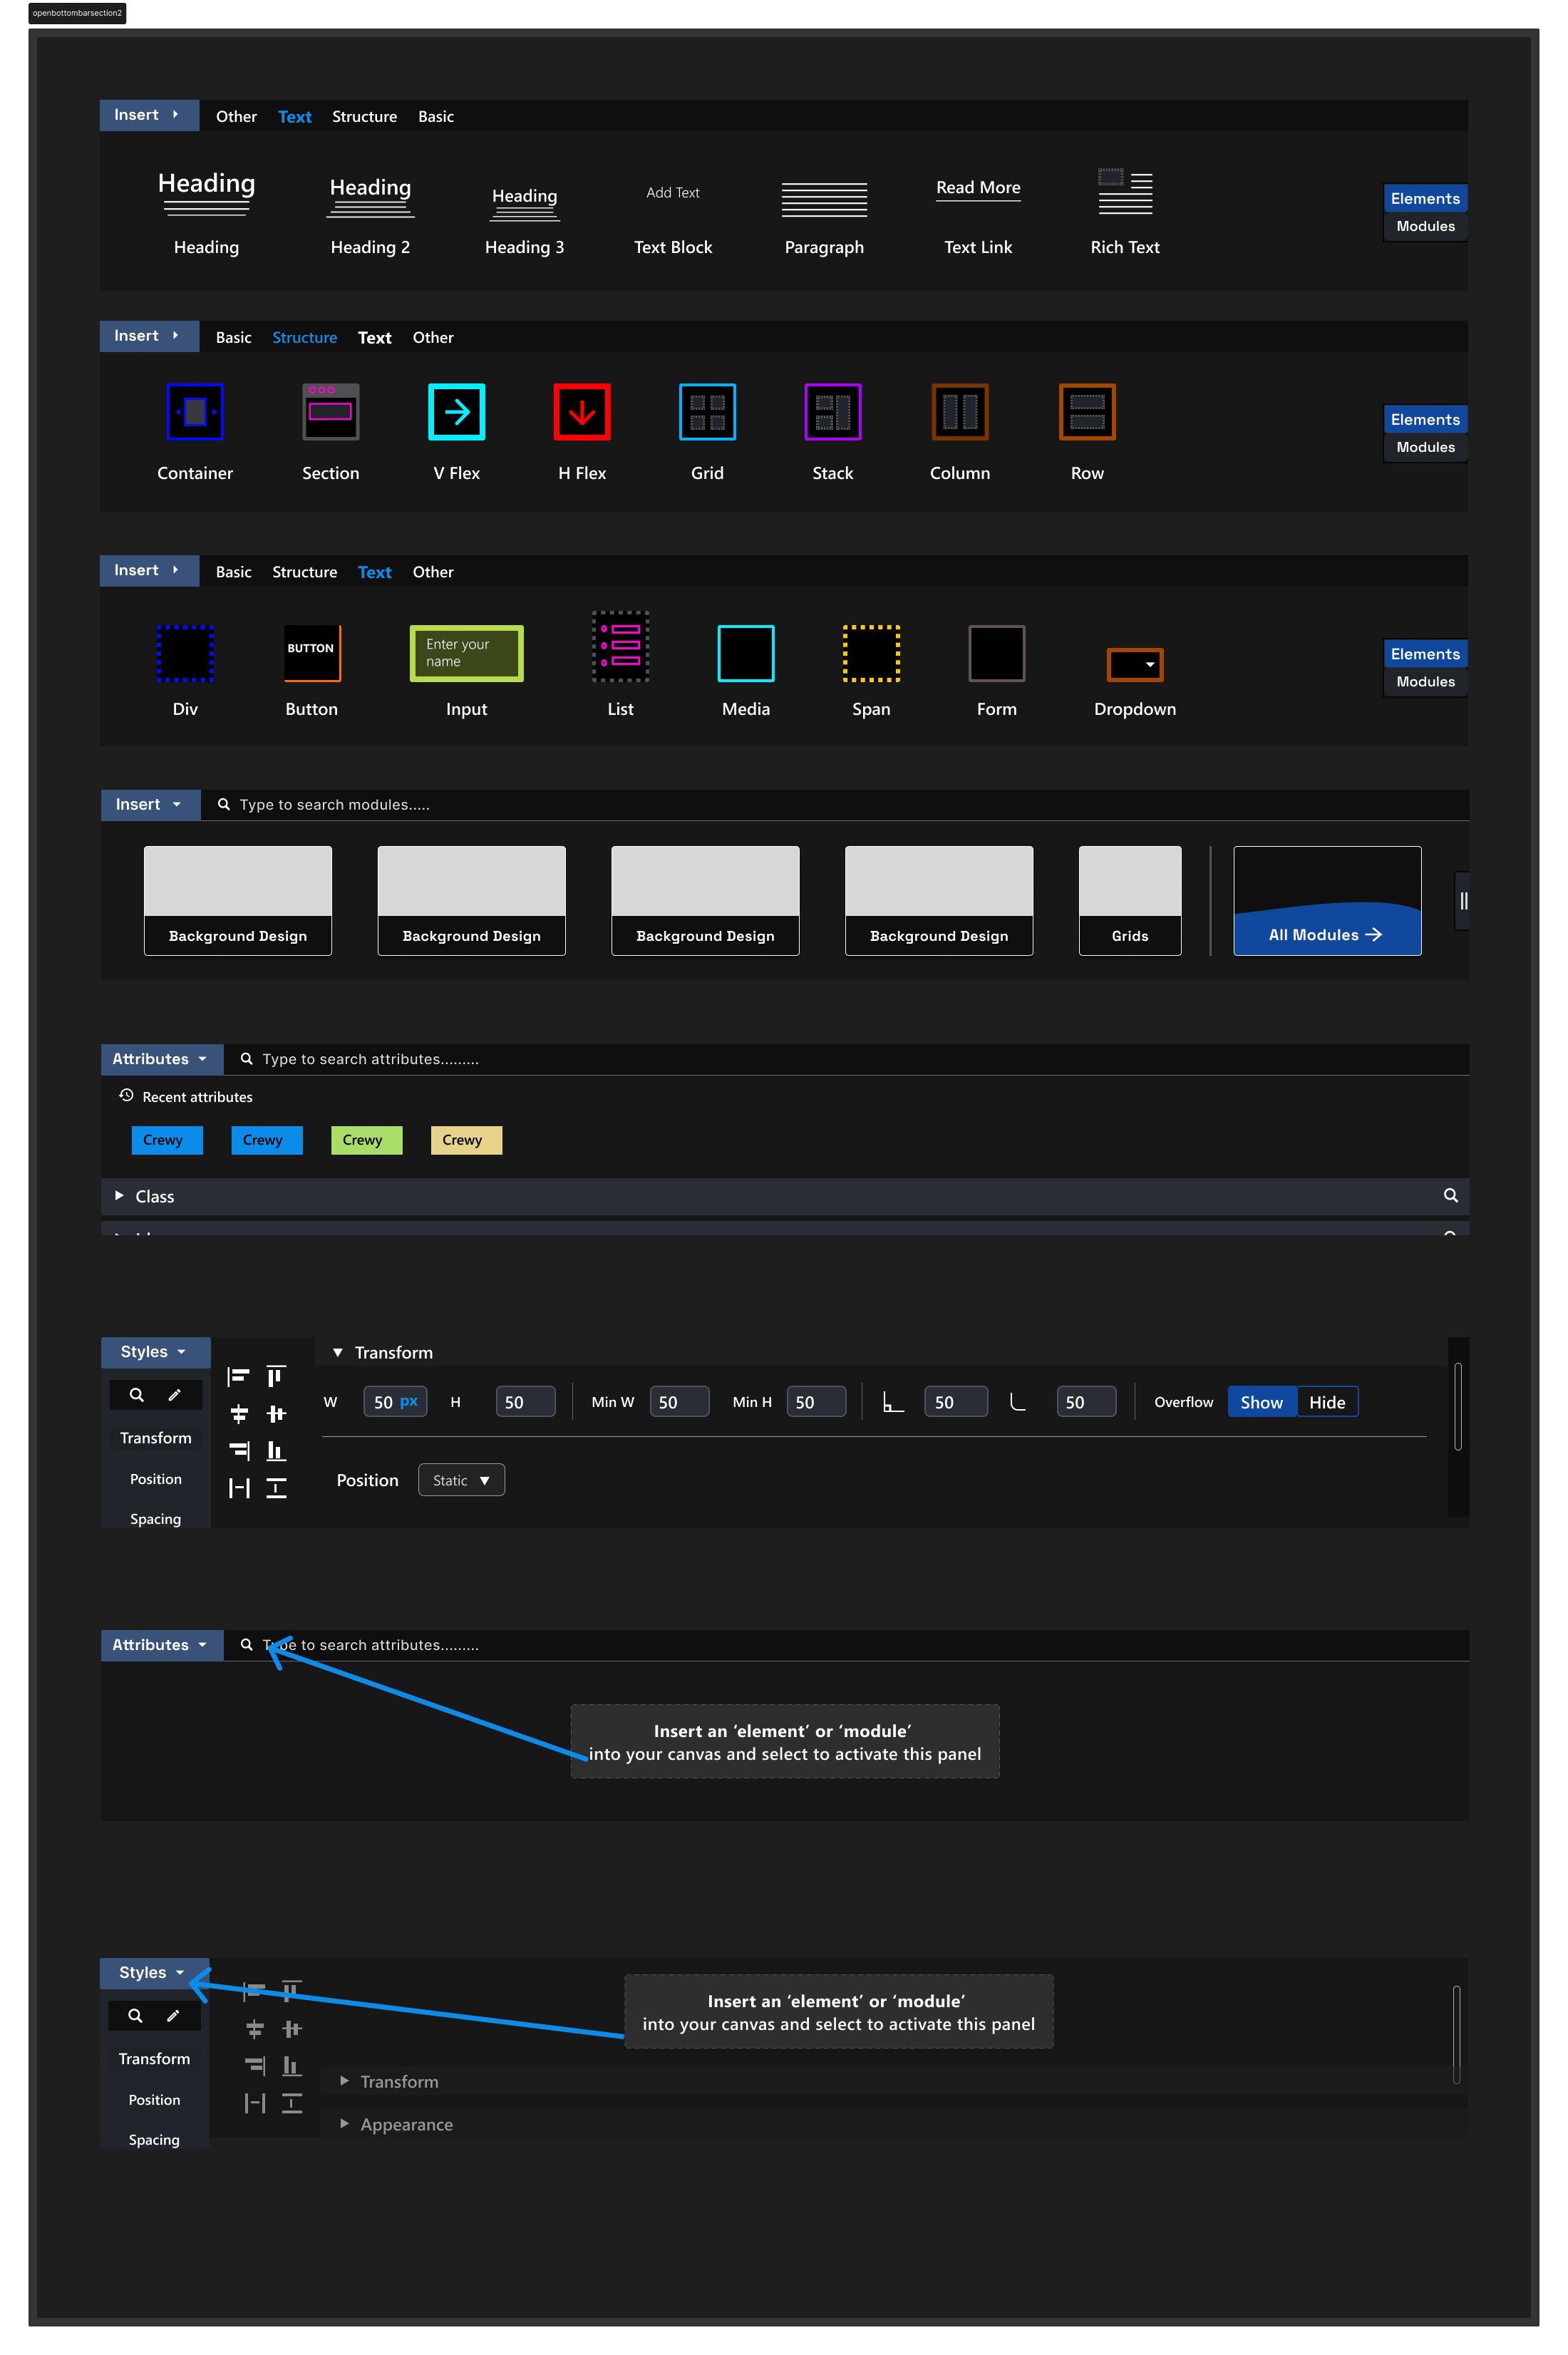 openbottombarsection2
Insert Other Text Structure Basic
Heading Heading Heading Add Text Read More
Heading Heading 2 Heading 3 Text Block Paragraph Text Link Rich Text
Elements
Modules
Insert Basic Structure Text Other
Container Section V Flex H Flex Grid Stack Column Row
Elements
Modules
Insert Basic Structure Text Other
BUTTON
Enter your
name
Div Button Input List Media Span Form Dropdown
Elements
Modules
Insert Type to search modules.....
Background Design Background Design Background Design Background Design Grids All Modules
Attributes Type to search attributes.........
Recent attributes
Crewy Crewy Crewy Crewy
Class
Styles
Transform
Position
Spacing
Transform
W 50 px H 50 Min W 50 Min H 50 50 50 Overflow Show Hide
Position Static
Attributes Type to search attributes.........
Insert an ‘element’ or ‘module’
into your canvas and select to activate this panel
Styles
Transform
Position
Spacing
Insert an ‘element’ or ‘module’
into your canvas and select to activate this panel
Transform
Appearance